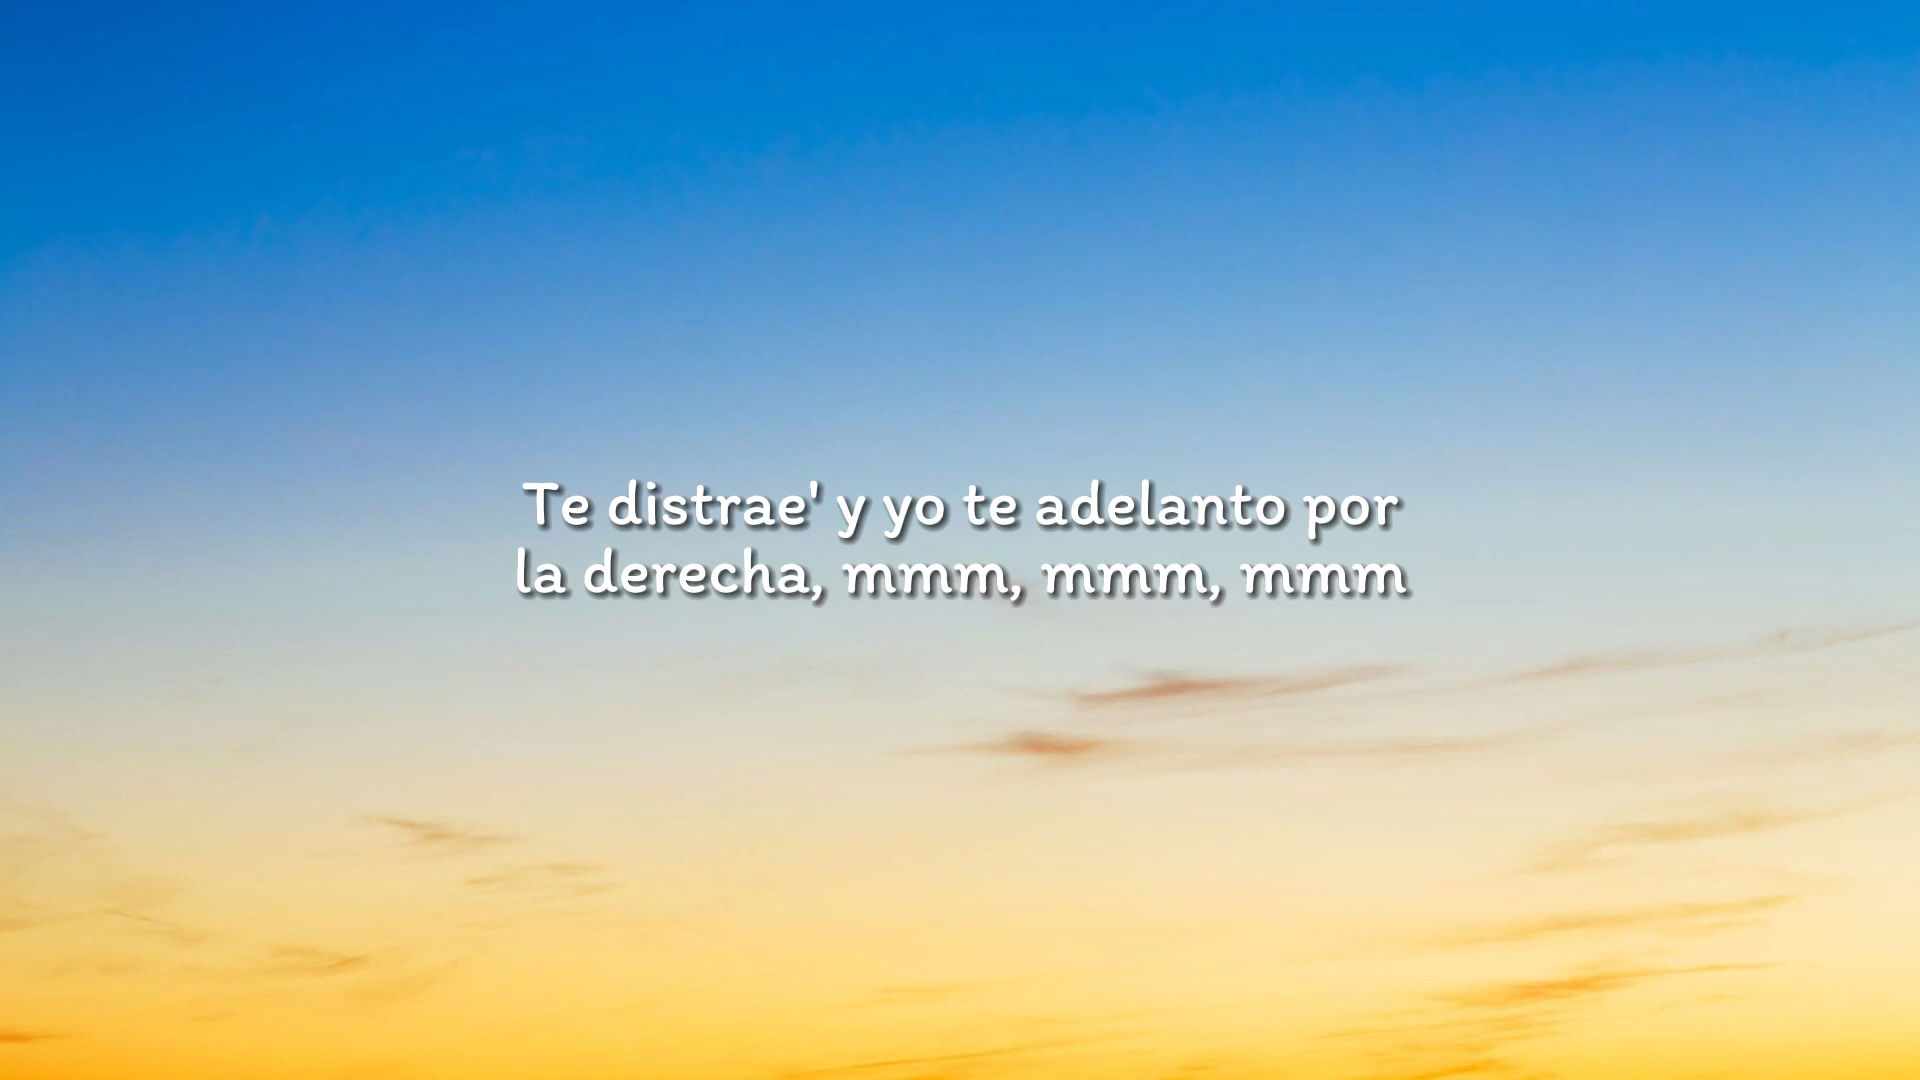 Te distrae' y yo te adelanto por
la derecha, mmm, mmm, mmm